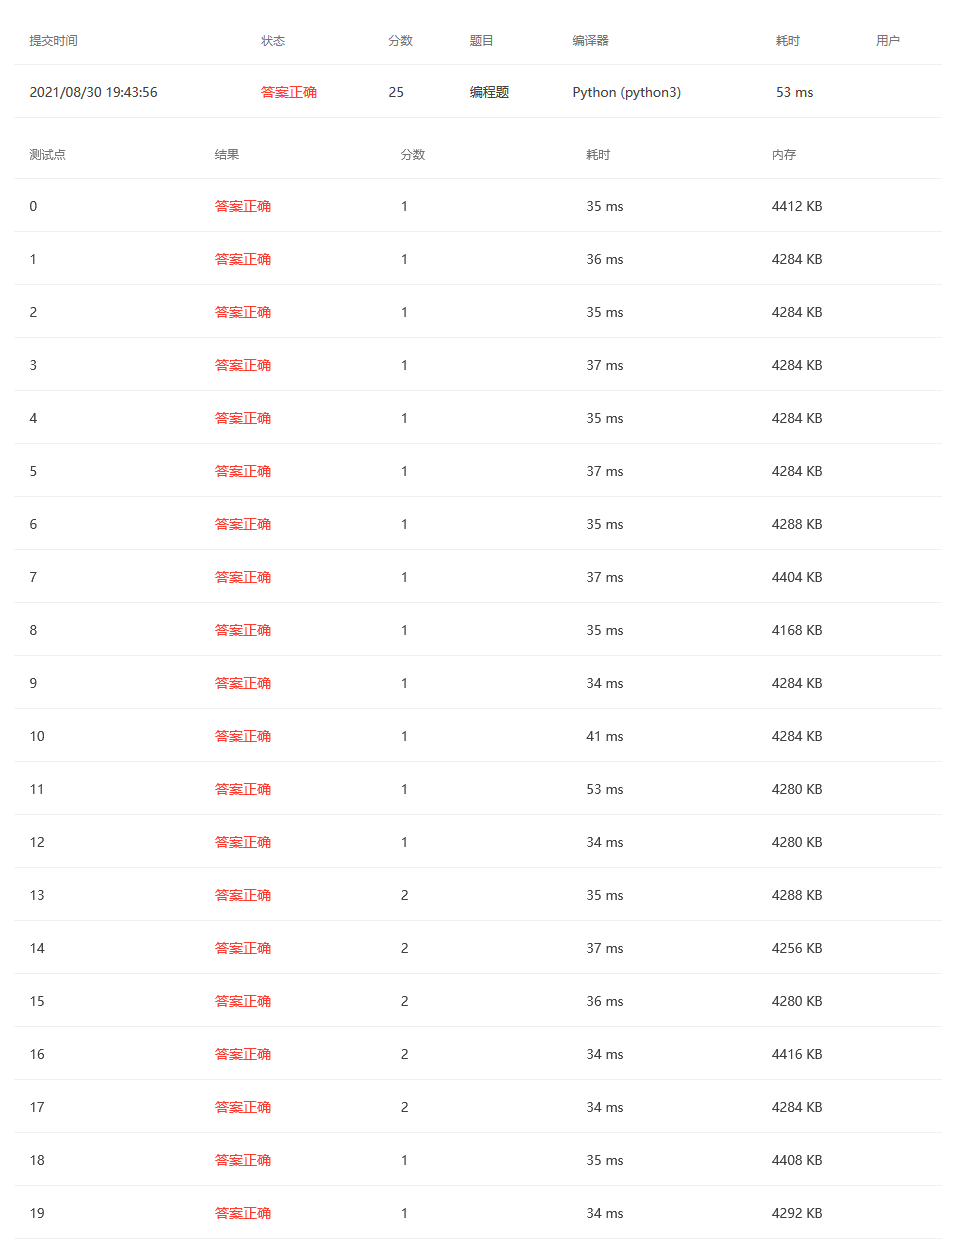 提交时间 状态 分数 题目 编译器 耗时 用户
2021/08/30 19:43:56 答案正确 25 编程题 Python (python3) 53 ms
测试点 结果 分数 耗时 内存
0 答案正确 1 35 ms 4412 KB
1 答案正确 1 36 ms 4284 KB
2 答案正确 1 35 ms 4284 KB
3 答案正确 1 37 ms 4284 KB
4 答案正确 1 35 ms 4284 KB
5 答案正确 1 37 ms 4284 KB
6 答案正确 1 35 ms 4288 KB
7 答案正确 1 37 ms 4404 KB
8 答案正确 1 35 ms 4168 KB
9 答案正确 1 34 ms 4284 KB
10 答案正确 1 41 ms 4284 KB
11 答案正确 1 53 ms 4280 KB
12 答案正确 1 34 ms 4280 KB
13 答案正确 2 35 ms 4288 KB
14 答案正确 2 37 ms 4256 KB
15 答案正确 2 36 ms 4280 KB
16 答案正确 2 34 ms 4416 KB
17 答案正确 2 34 ms 4284 KB
18 答案正确 1 35 ms 4408 KB
19 答案正确 1 34 ms 4292 KB